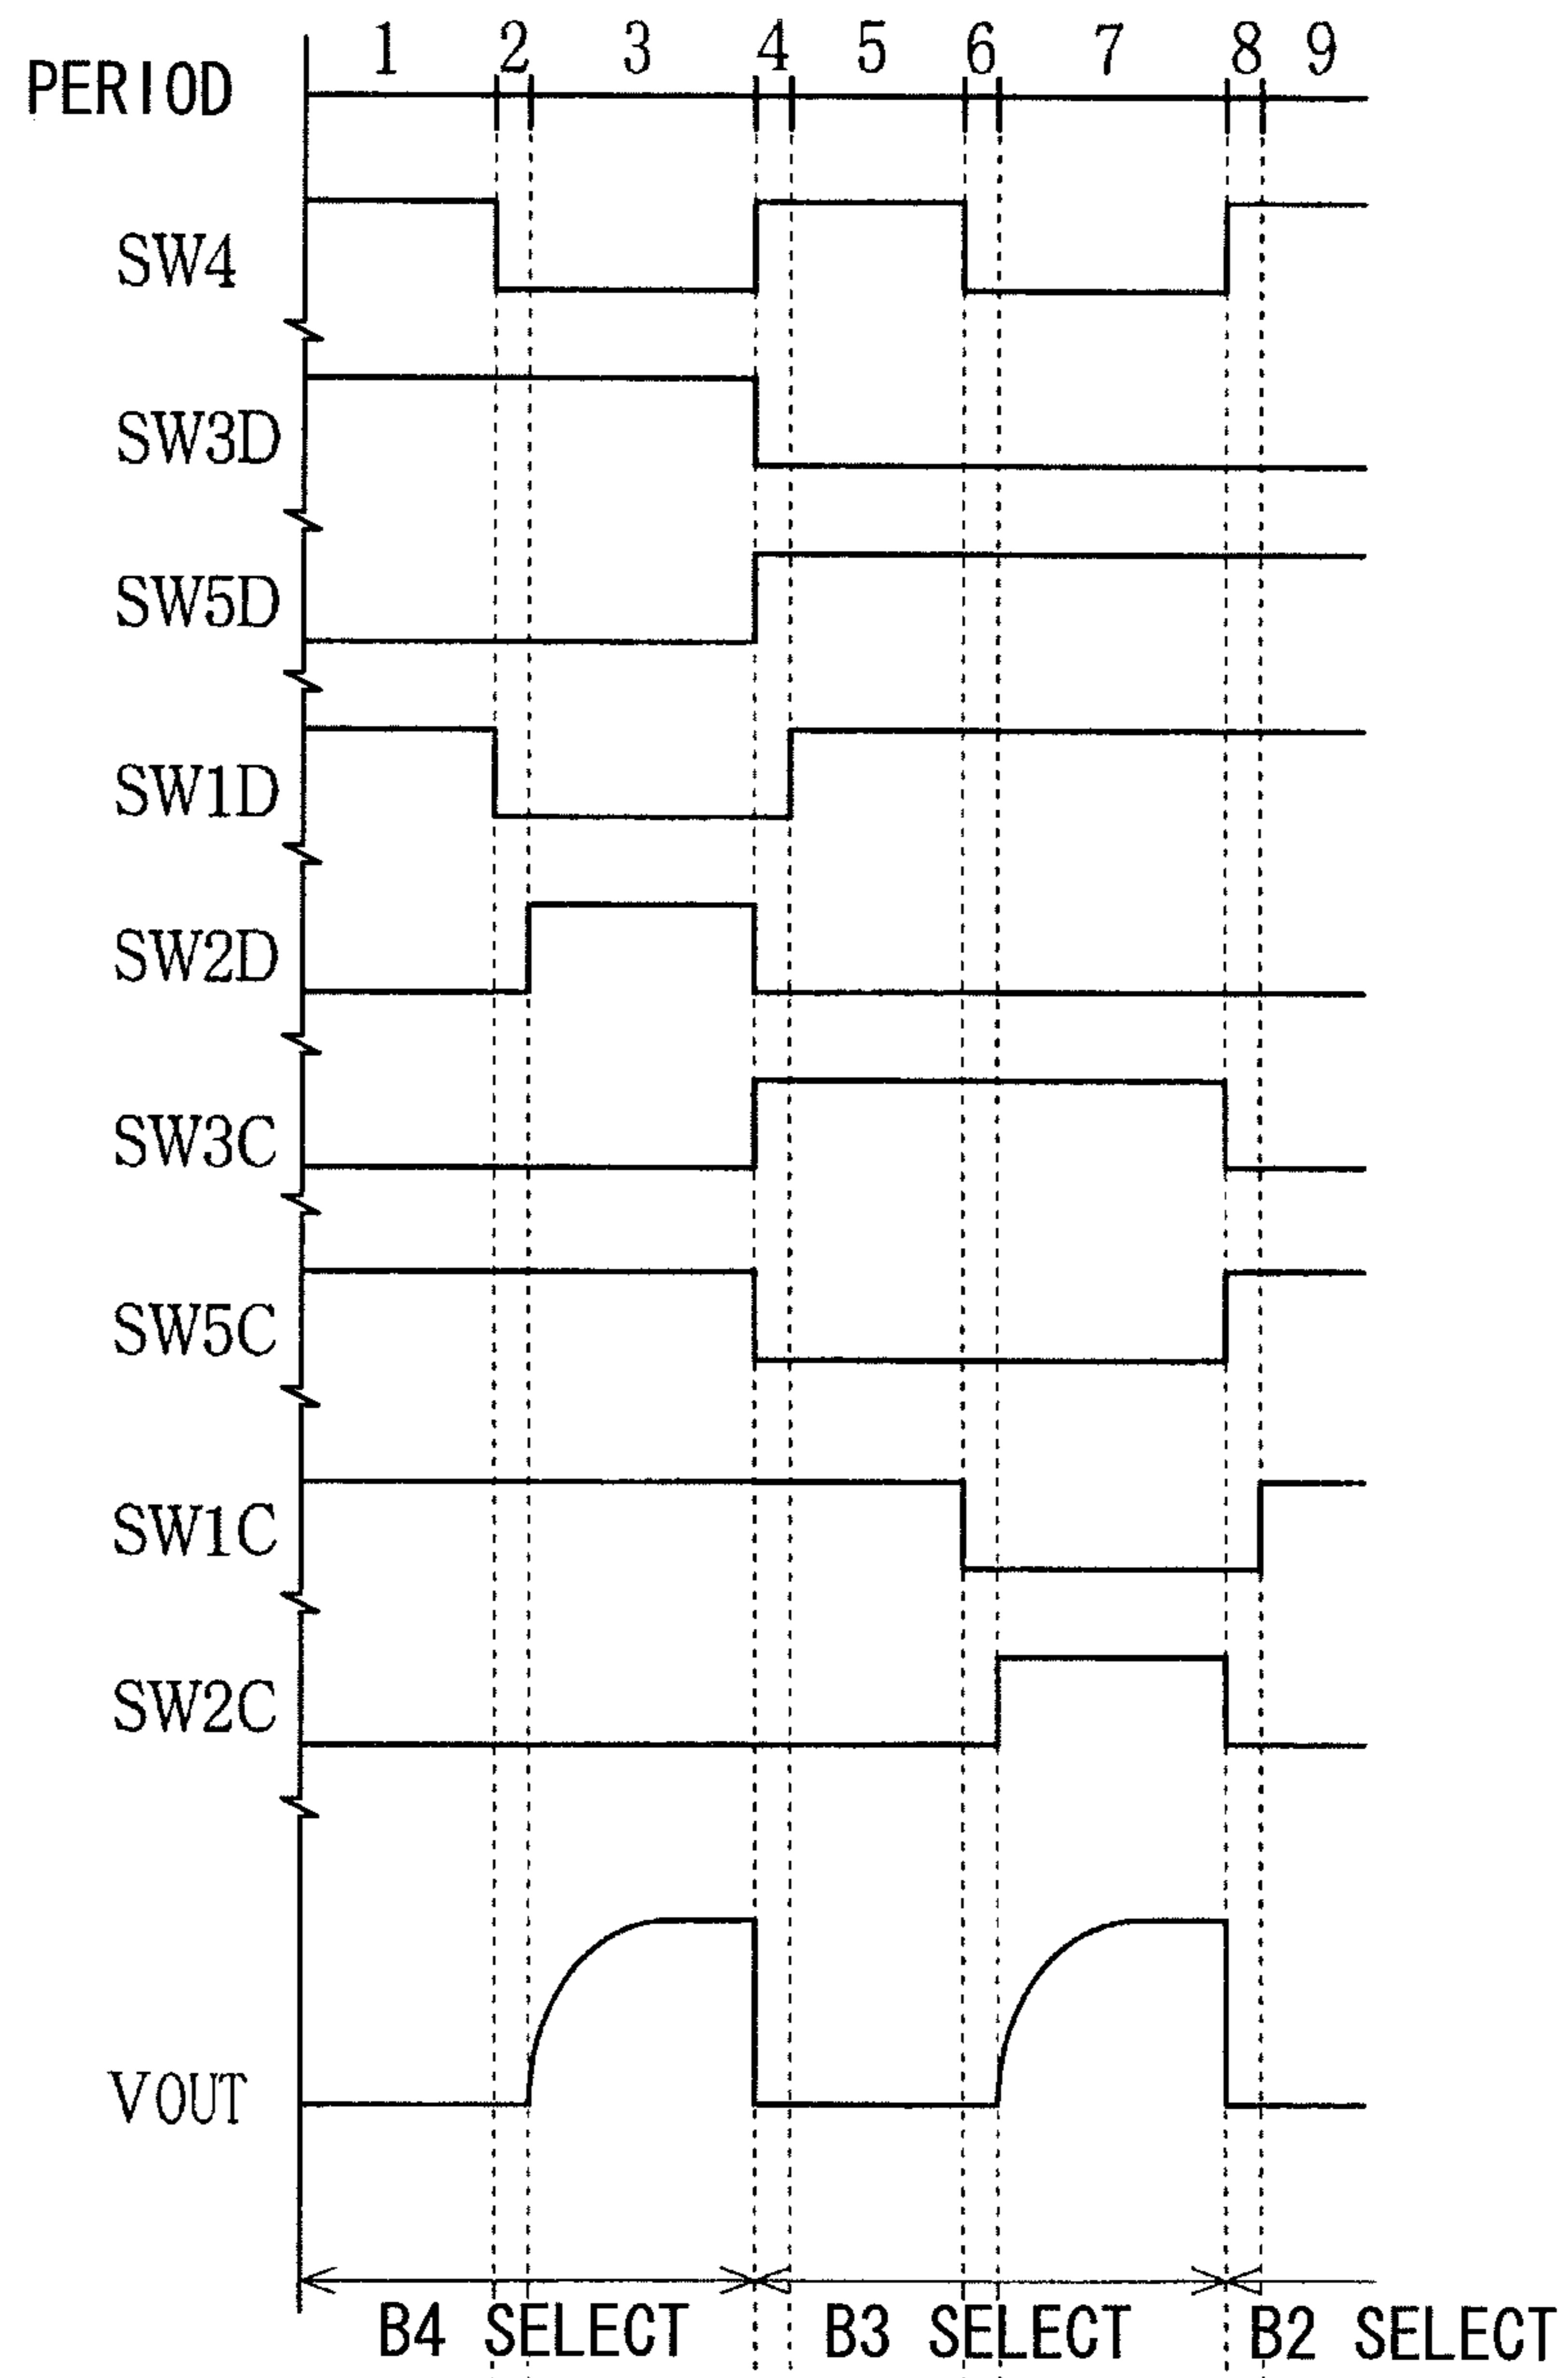 PERIOD 1 2 3 4 5 6 7 8 9
SW4
SW3D
SW5D
SW1D
SW2D
SW3C
SW5C
SW1C
SW2C
VOUT
B4 SELECT B3 SELECT B2 SELECT